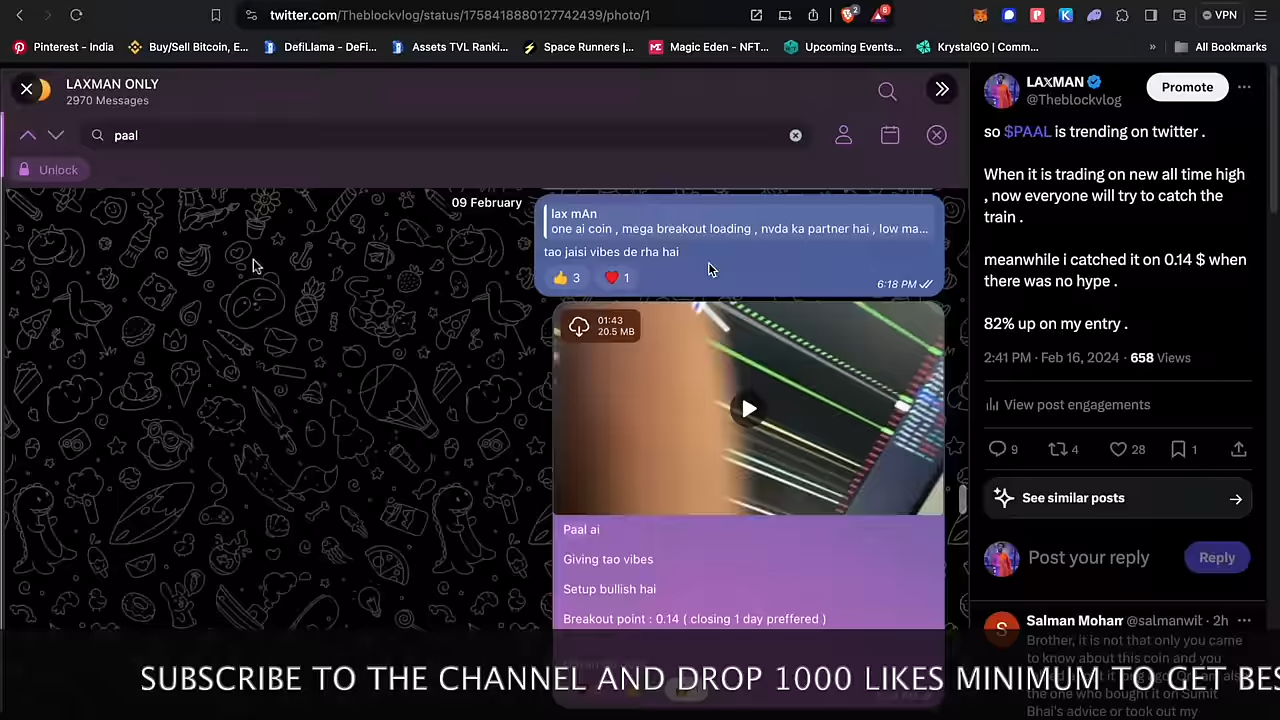 twitter.com/Theblockvlog/status/1758418880127742439/photo/1
2
6
VPN
Pinterest - India
Buy/Sell Bitcoin, E...
DefiLlama - DeFi...
Assets TVL Ranki...
Space Runners |...
Magic Eden - NFT...
Upcoming Events...
KrystalGO | Comm...
»
All Bookmarks
LAXMAN ONLY
2970 Messages
paal
Unlock
09 February
lax mAn
one ai coin , mega breakout loading , nvda ka partner hai , low ma...
tao jaisi vibes de rha hai
👍 3
❤️ 1
6:18 PM
01:43
20.5 MB
Paal ai
Giving tao vibes
Setup bullish hai
Breakout point : 0.14 ( closing 1 day preffered )
LAXMAN
@Theblockvlog
Promote
so $PAAL is trending on twitter .
When it is trading on new all time high
, now everyone will try to catch the
train .
meanwhile i catched it on 0.14 $ when
there was no hype .
82% up on my entry .
2:41 PM · Feb 16, 2024 · 658 Views
View post engagements
9
4
28
1
See similar posts
Post your reply
Reply
S
Salman Moham @salmanwit · 2h
Brother, it is not that only you came
to know about this coin and you
the one who bought it on Sumit
Bhai's advice or took out my
SUBSCRIBE TO THE CHANNEL AND DROP 1000 LIKES MINIMUM TO GET BES